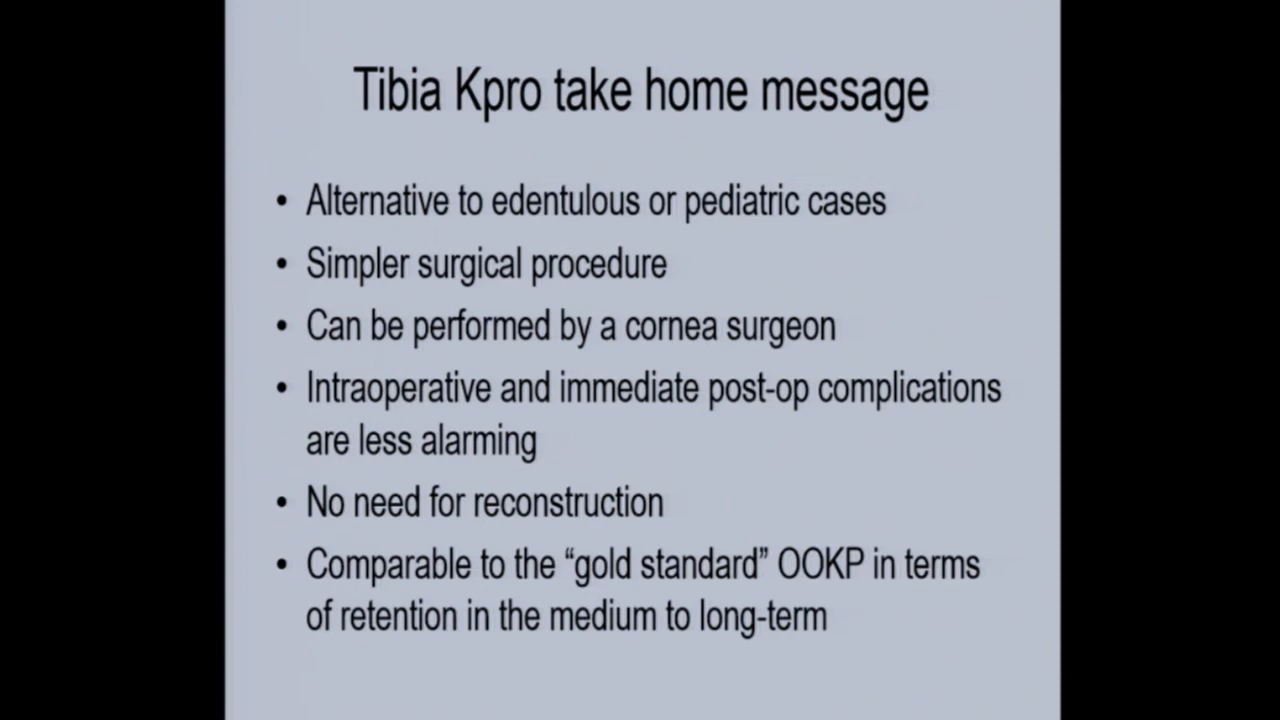 Tibia Kpro take home message
• Alternative to edentulous or pediatric cases
• Simpler surgical procedure
• Can be performed by a cornea surgeon
• Intraoperative and immediate post-op complications
are less alarming
• No need for reconstruction
• Comparable to the “gold standard” OOKP in terms
of retention in the medium to long-term